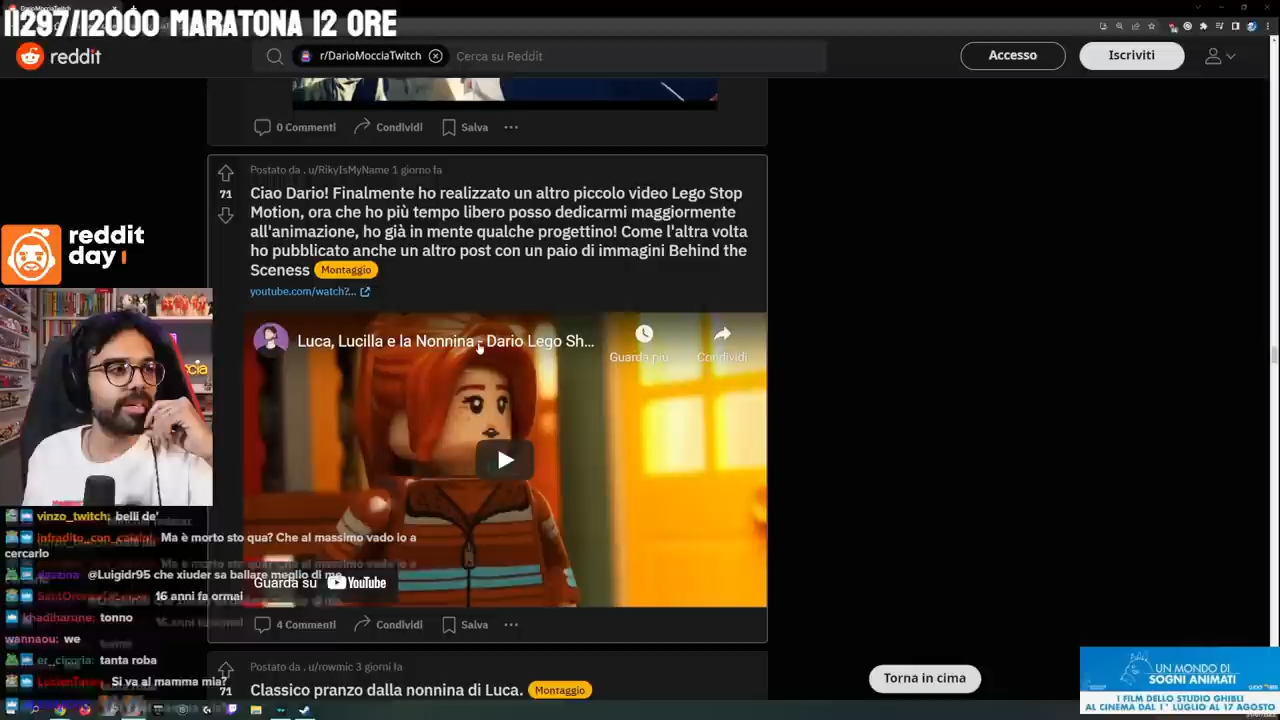 11297/12000 MARATONA 12 ORE
reddit
r/DarioMocciaTwitch
Cerca su Reddit
Accesso
Iscriviti
0 Commenti
Condividi
Salva
Postato da . u/RikyIsMyName 1 giorno fa
71
Ciao Dario! Finalmente ho realizzato un altro piccolo video Lego Stop
Motion, ora che ho più tempo libero posso dedicarmi maggiormente
all'animazione, ho già in mente qualche progettino! Come l'altra volta
ho pubblicato anche un altro post con un paio di immagini Behind the
Sceness Montaggio
youtube.com/watch?...
reddit
day
Luca, Lucilla e la Nonnina - Dario Lego Sh...
Guarda più
Condividi
Guarda su YouTube
vinzo_twitch: belli de'
Ma è morto sto qua? Che al massimo vado io a
cercarlo
@Luigidr95 che xiuder sa ballare meglio di me
16 anni fa ormai
khadiharune: tonno
wannaou: we
er_ciceria: tanta roba
Si va al mamma mia?
4 Commenti
Condividi
Salva
Postato da . u/rowmic 3 giorni fa
71
Classico pranzo dalla nonnina di Luca. Montaggio
Torna in cima
UN MONDO DI
SOGNI ANIMATI
I FILM DELLO STUDIO GHIBLI
AL CINEMA DAL 1° LUGLIO AL 17 AGOSTO